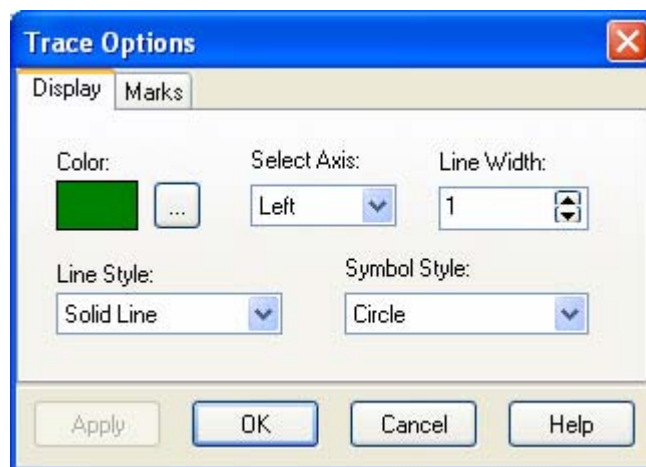 Trace Options
Display Marks
Color: Select Axis: Line Width:
... Left 1
Line Style: Symbol Style:
Solid Line Circle
Apply OK Cancel Help